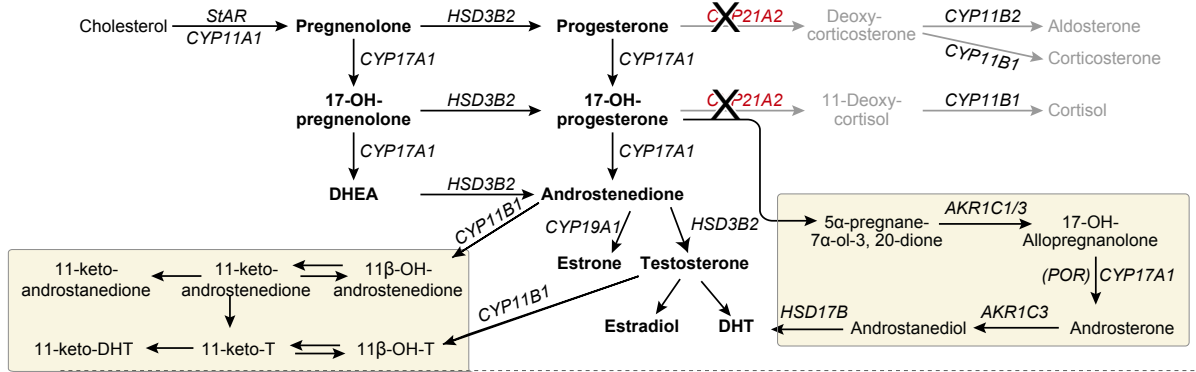 Cholesterol StAR Pregnenolone HSD3B2 Progesterone CYP21A2 Deoxy- CYP11B2 Aldosterone
CYP11A1 corticosterone
CYP17A1 CYP17A1 CYP11B1 Corticosterone
17-OH- HSD3B2 17-OH- CYP21A2 11-Deoxy- CYP11B1 Cortisol
pregnenolone progesterone cortisol
CYP17A1 CYP17A1
DHEA HSD3B2 Androstenedione
CYP11B1 CYP19A1 HSD3B2 5α-pregnane- AKR1C1/3 17-OH-
7α-ol-3, 20-dione Allopregnanolone
Estrone Testosterone
11-keto- 11-keto- 11β-OH- (POR) CYP17A1
androstanedione androstenedione androstenedione
CYP11B1
Estradiol DHT HSD17B Androstanediol AKR1C3 Androsterone
11-keto-DHT 11-keto-T 11β-OH-T